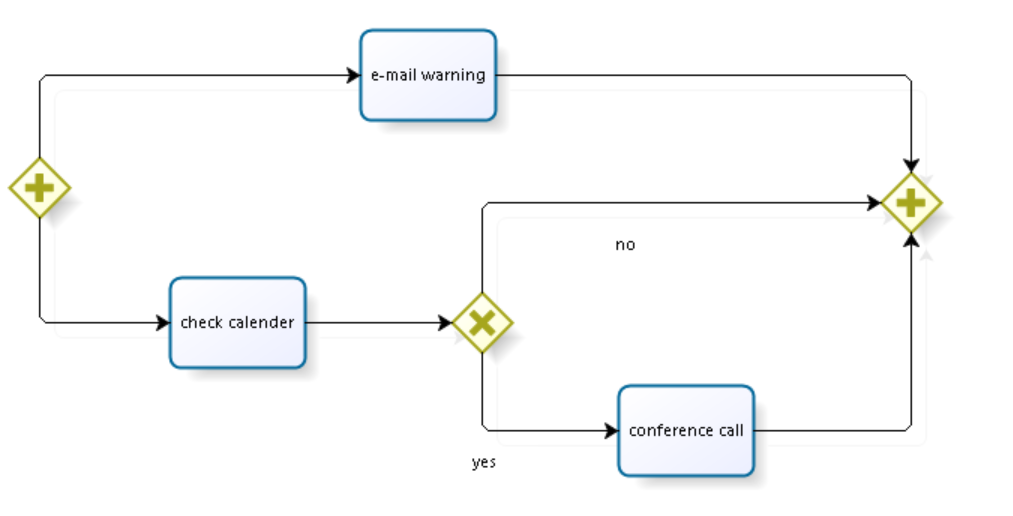 e-mail warning
no
check calender
conference call
yes